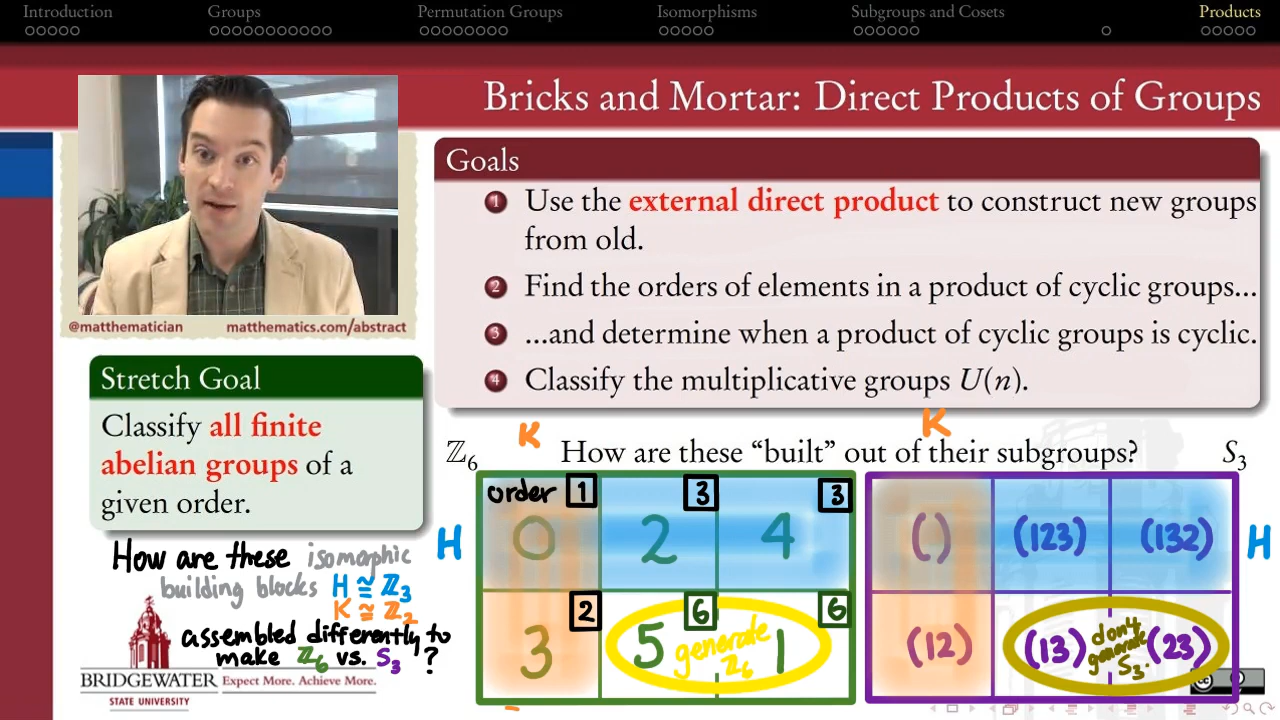 Introduction Groups Permutation Groups Isomorphisms Subgroups and Cosets Products
Bricks and Mortar: Direct Products of Groups
@matthematician matthematics.com/abstract
Goals
1 Use the external direct product to construct new groups
from old.
2 Find the orders of elements in a product of cyclic groups...
3 ...and determine when a product of cyclic groups is cyclic.
4 Classify the multiplicative groups U(n).
Stretch Goal
Classify all finite
abelian groups of a
given order.
How are these isomorphic
building blocks H ≅ ℤ₃
K ≅ ℤ₂
assembled differently to
make ℤ₆ vs. S₃ ?
BRIDGEWATER
STATE UNIVERSITY
Expect More. Achieve More.
ℤ₆ K How are these “built” out of their subgroups? K S₃
order 1 3 3
H 0 2 4
2 6 6
3 5 generate ℤ₆ 1
() (123) (132) H
(12) (13) don't generate S₃. (23)
cc